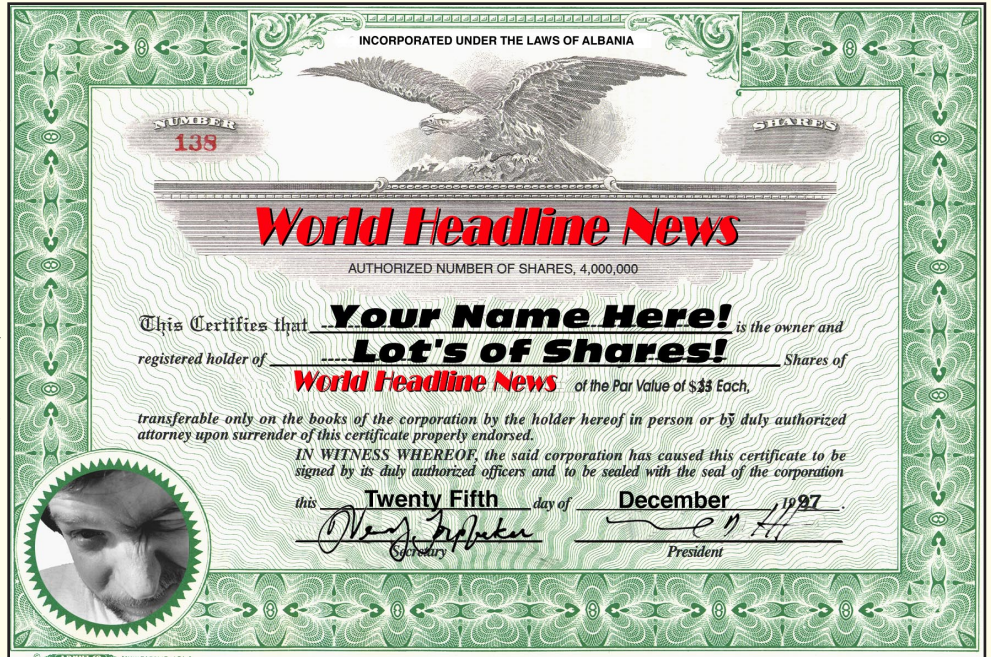 INCORPORATED UNDER THE LAWS OF ALBANIA
NUMBER
138
SHARES
World Headline News
AUTHORIZED NUMBER OF SHARES, 4,000,000
This Certifies that Your Name Here! is the owner and
registered holder of Lot's of Shares! Shares of
World Headline News of the Par Value of Each,
transferable only on the books of the corporation by the holder hereof in person or by duly authorized
attorney upon surrender of this certificate properly endorsed.
IN WITNESS WHEREOF, the said corporation has caused this certificate to be
signed by its duly authorized officers and to be sealed with the seal of the corporation
this Twenty Fifth day of December 1997.
Secretary President